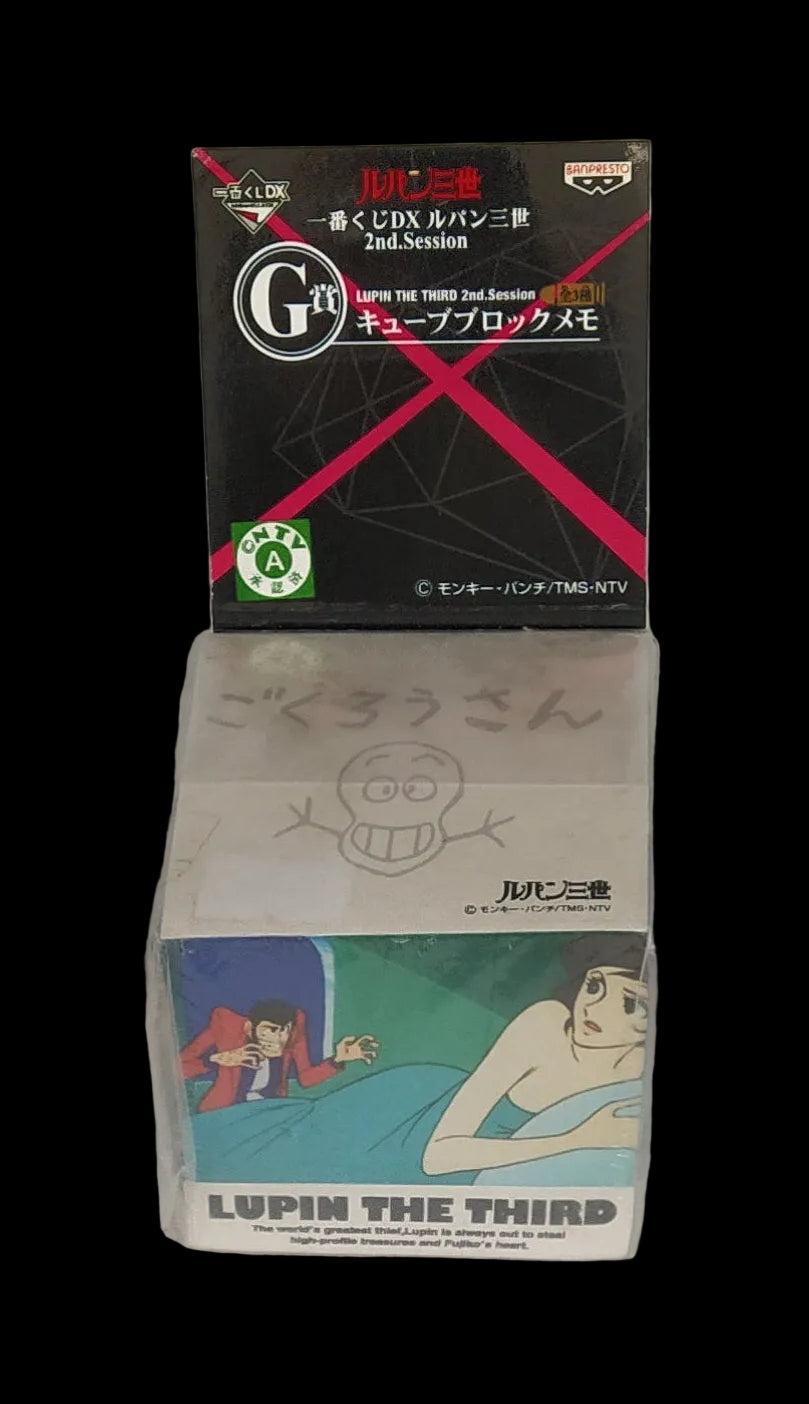 一番くじDX
ルパン三世
BANPRESTO
一番くじDX ルパン三世
2nd.Session
G賞
LUPIN THE THIRD 2nd.Session
全3種
キューブブロックメモ
©NTV
A
承認済
© モンキー・パンチ/TMS・NTV
ごくろうさん
ルパン三世
© モンキー・パンチ/TMS・NTV
LUPIN THE THIRD
The world's greatest thief,Lupin is always out to steal
high-profile treasures and Fujiko's heart.